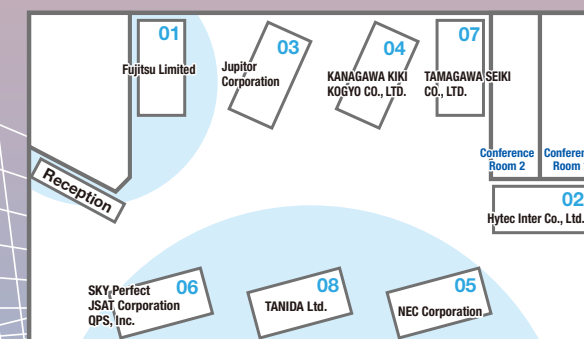 01
Fujitsu Limited
03
Jupitor
Corporation
04
KANAGAWA KIKI
KOGYO CO., LTD.
07
TAMAGAWA SEIKI
CO., LTD.
Conference
Room 2
Conferen
Room
02
Hytec Inter Co., Ltd.
Reception
06
SKY Perfect
JSAT Corporation
QPS, Inc.
08
TANIDA Ltd.
05
NEC Corporation